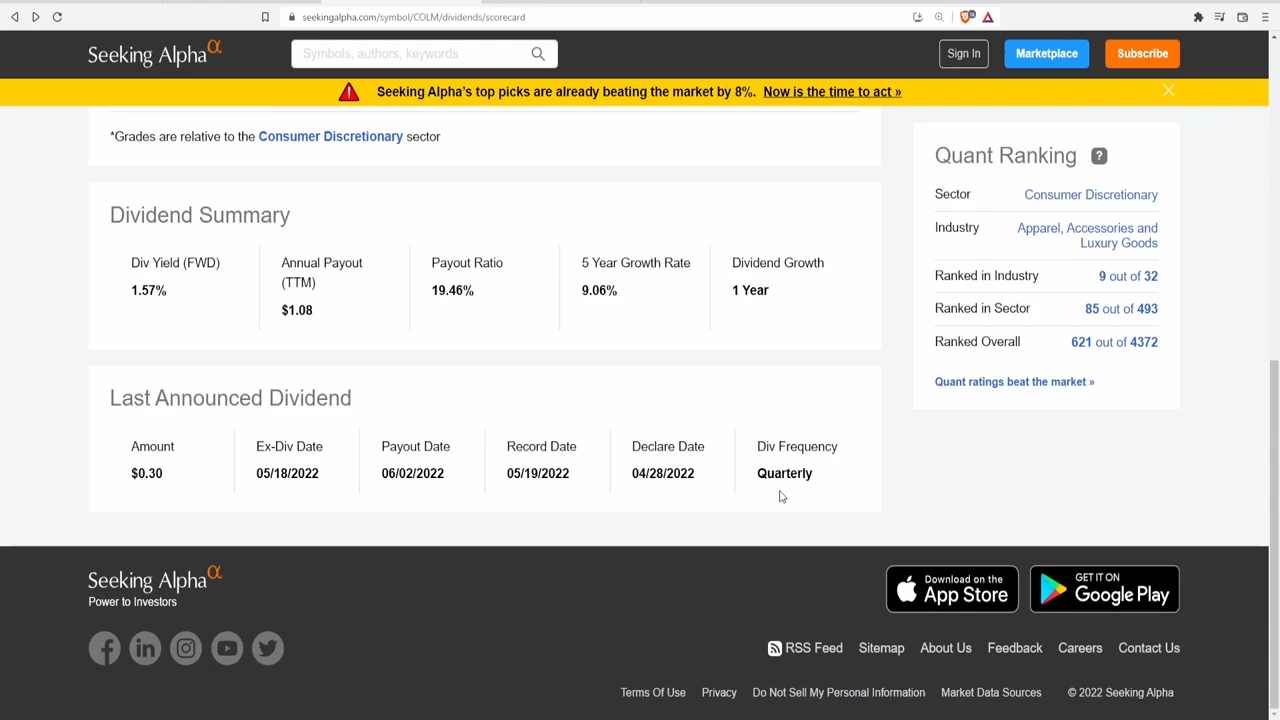 seekingalpha.com/symbol/COLM/dividends/scorecard
Seeking Alpha α
Symbols, authors, keywords
Sign In
Marketplace
Subscribe
Seeking Alpha's top picks are already beating the market by 8%. Now is the time to act »
*Grades are relative to the Consumer Discretionary sector
Dividend Summary
Div Yield (FWD)
1.57%
Annual Payout
(TTM)
$1.08
Payout Ratio
19.46%
5 Year Growth Rate
9.06%
Dividend Growth
1 Year
Last Announced Dividend
Amount
$0.30
Ex-Div Date
05/18/2022
Payout Date
06/02/2022
Record Date
05/19/2022
Declare Date
04/28/2022
Div Frequency
Quarterly
Quant Ranking ?
Sector Consumer Discretionary
Industry Apparel, Accessories and
Luxury Goods
Ranked in Industry 9 out of 32
Ranked in Sector 85 out of 493
Ranked Overall 621 out of 4372
Quant ratings beat the market »
Seeking Alpha α
Power to Investors
Download on the
App Store
GET IT ON
Google Play
RSS Feed Sitemap About Us Feedback Careers Contact Us
Terms Of Use Privacy Do Not Sell My Personal Information Market Data Sources © 2022 Seeking Alpha